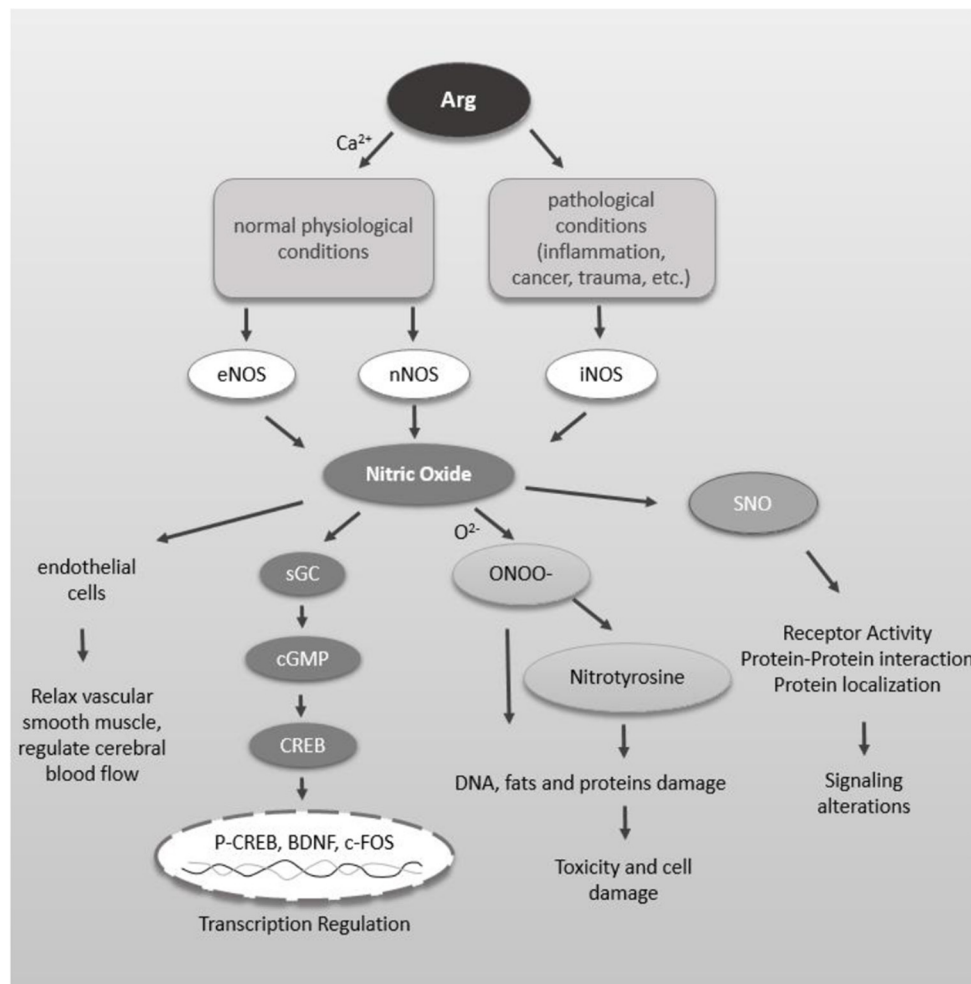 Arg
Ca²⁺
normal physiological
conditions
pathological
conditions
(inflammation,
cancer, trauma, etc.)
eNOS
nNOS
iNOS
Nitric Oxide
SNO
O²⁻
endothelial
cells
sGC
ONOO-
cGMP
Nitrotyrosine
Receptor Activity
Protein-Protein interaction
Protein localization
Relax vascular
smooth muscle,
regulate cerebral
blood flow
CREB
DNA, fats and proteins damage
Signaling
alterations
P-CREB, BDNF, c-FOS
Transcription Regulation
Toxicity and cell
damage